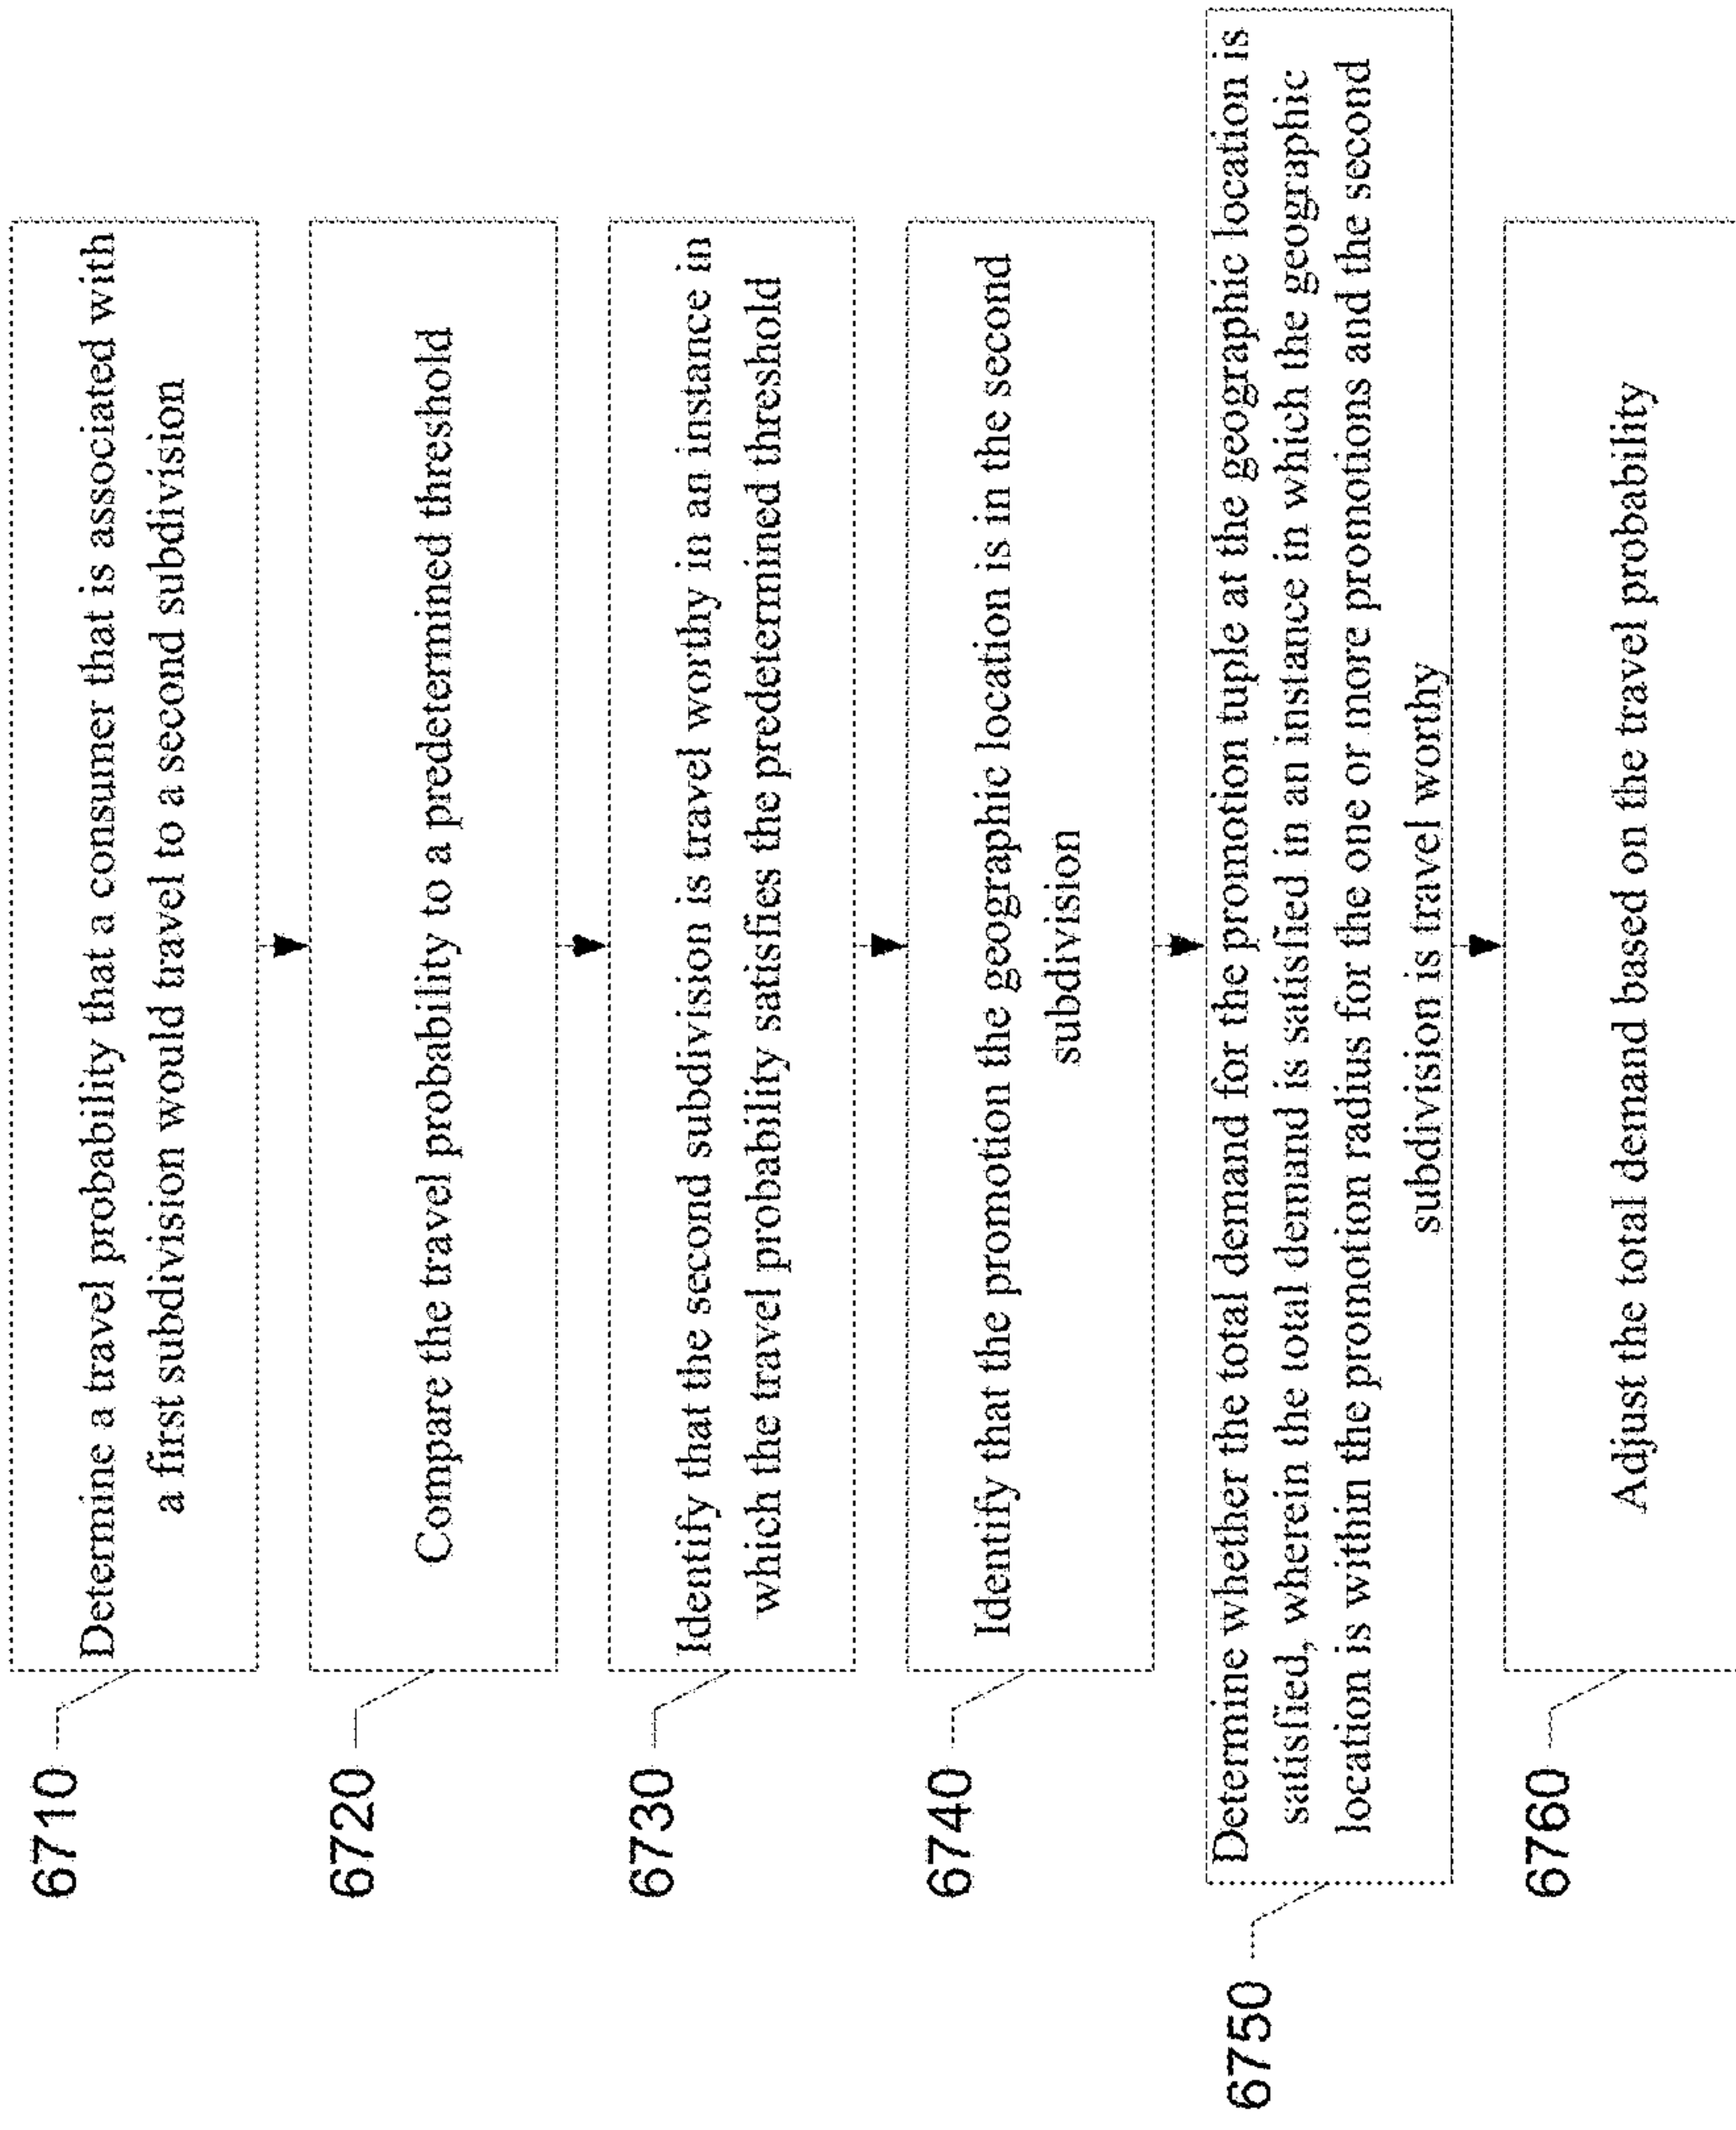 6710
Determine a travel probability that a consumer that is associated with
a first subdivision would travel to a second subdivision
6720
Compare the travel probability to a predetermined threshold
6730
Identify that the second subdivision is travel worthy in an instance in
which the travel probability satisfies the predetermined threshold
6740
Identify that the promotion the geographic location is in the second
subdivision
6750
Determine whether the total demand for the promotion tuple at the geographic location is
satisfied, wherein the total demand is satisfied in an instance in which the geographic
location is within the promotion radius for the one or more promotions and the second
subdivision is travel worthy
6760
Adjust the total demand based on the travel probability